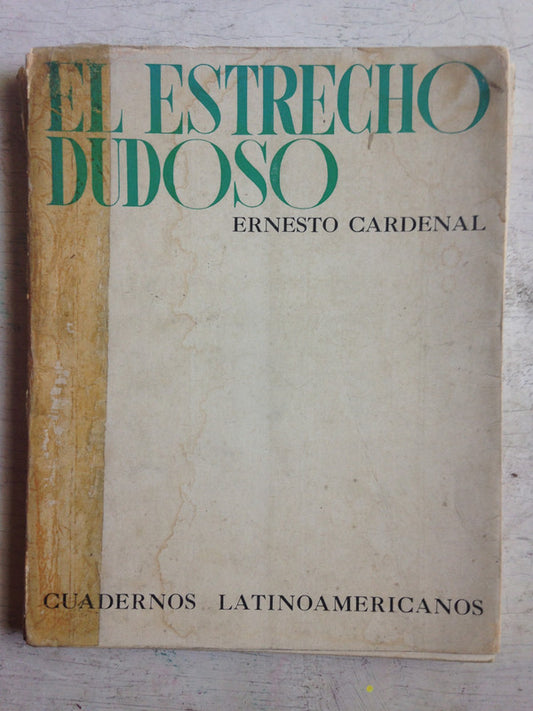 EL ESTRECHO
DUDOSO
ERNESTO CARDENAL
CUADERNOS LATINOAMERICANOS